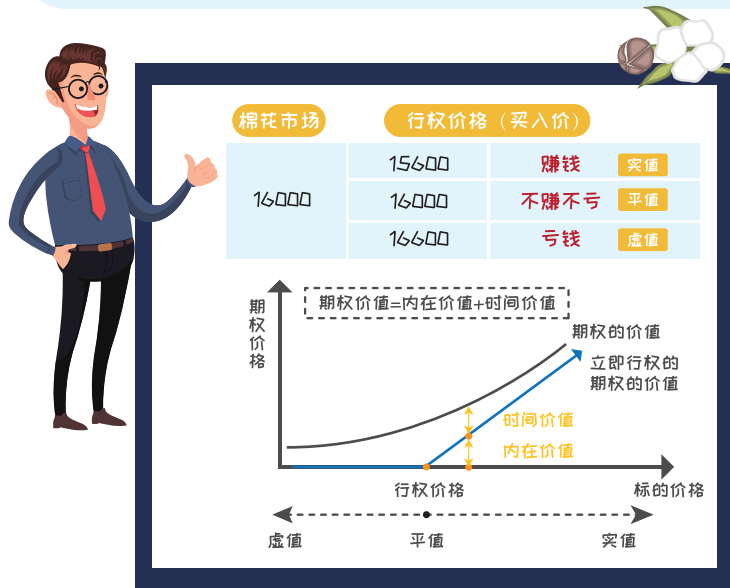 棉花市场 行权价格（买入价）
16000
15600 赚钱 实值
16000 不赚不亏 平值
16600 亏钱 虚值
期权价格
期权价值=内在价值+时间价值
期权的价值
立即行权的
期权的价值
时间价值
内在价值
行权价格 标的价格
虚值 平值 实值